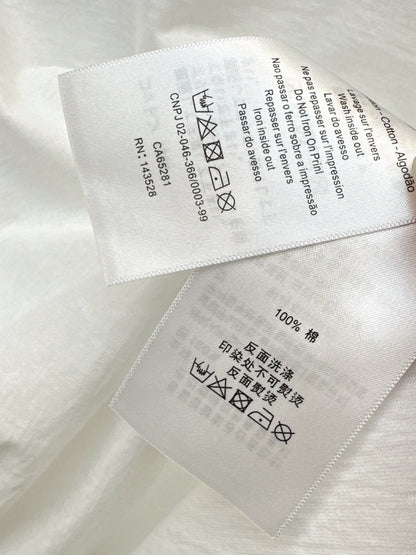 Cotton - Algodão
Lavage sur l'envers
Wash inside out
Lavar do avesso
Ne pas repasser sur l'impression
Do Not Iron On Print
Nao passar o ferro sobre a impressão
Repasser sur l'envers
Iron inside out
Passar do avesso
CNPJ 02-046-366/0003-99
CA65281
RN: 143528
100% 棉
反面洗涤
印染处不可熨烫
反面熨烫